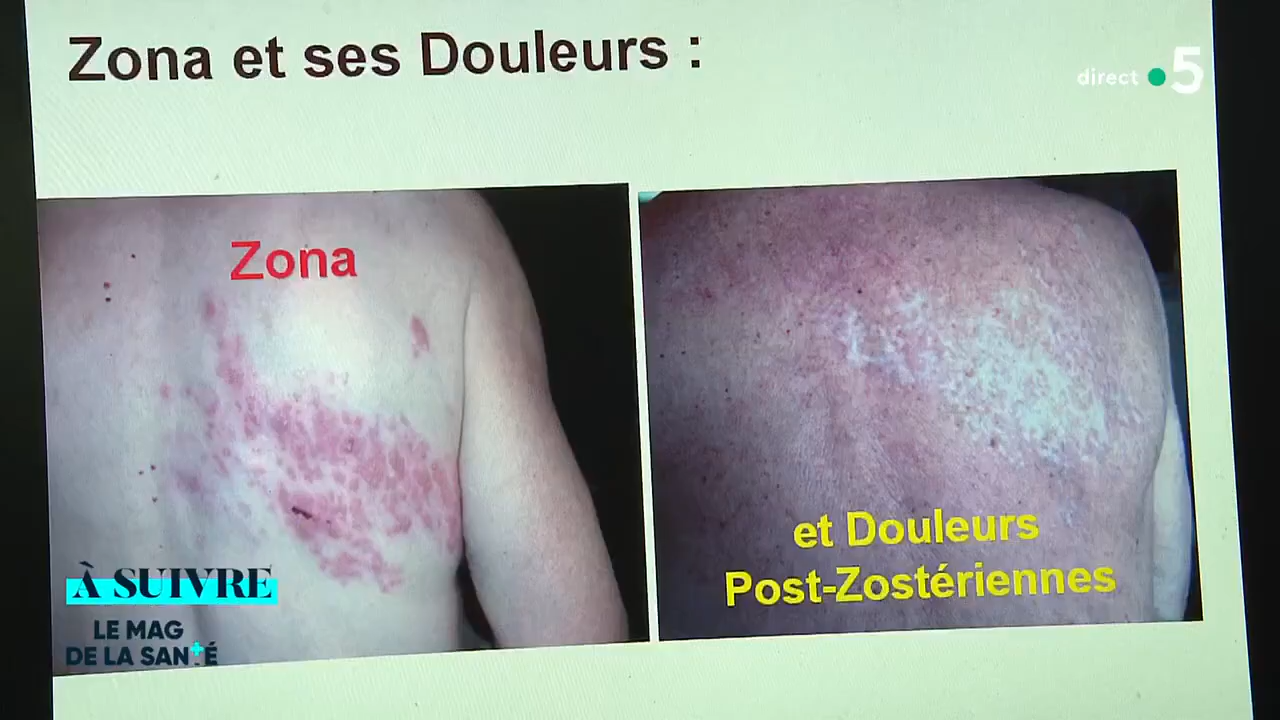 Zona et ses Douleurs :
direct 5
Zona
et Douleurs
Post-Zostériennes
À SUIVRE
LE MAG
DE LA SANTÉ